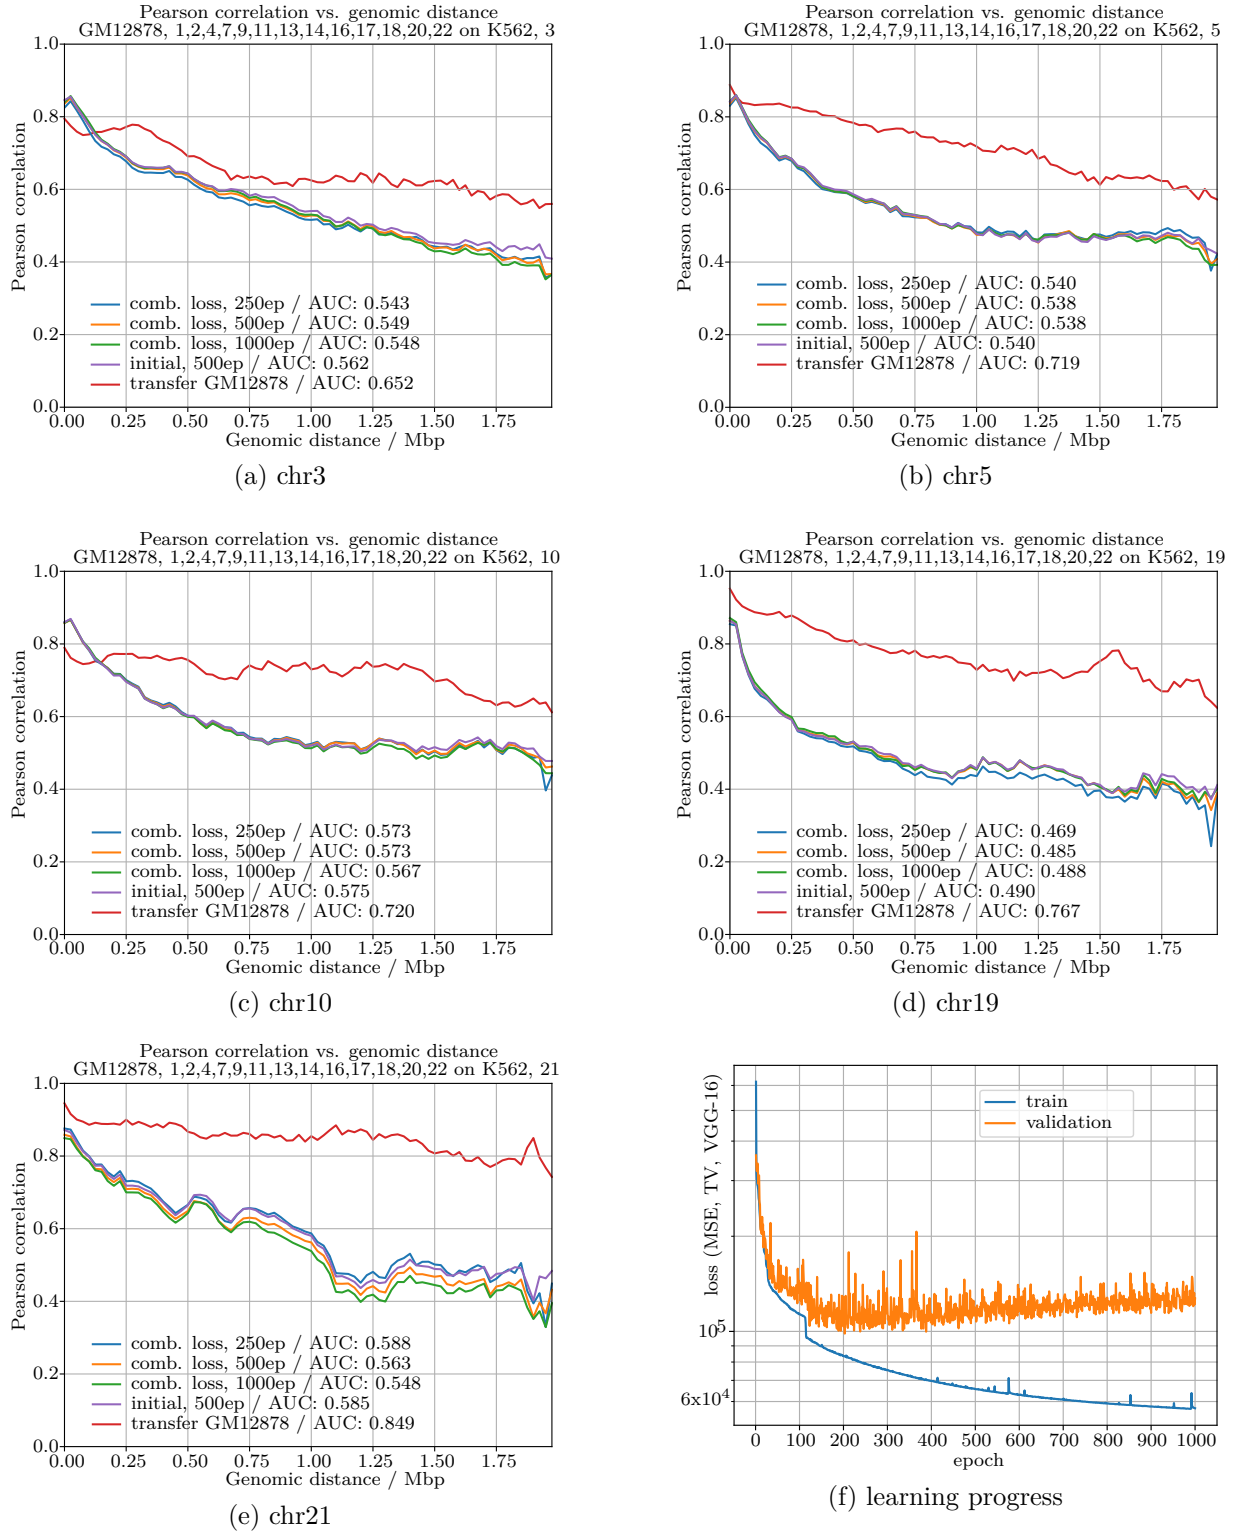 Pearson correlation vs. genomic distance
GM12878, 1,2,4,7,9,11,13,14,16,17,18,20,22 on K562, 3
1.0
0.8
0.6
0.4
0.2
0.0
Pearson correlation
comb. loss, 250ep / AUC: 0.543
comb. loss, 500ep / AUC: 0.549
comb. loss, 1000ep / AUC: 0.548
initial, 500ep / AUC: 0.562
transfer GM12878 / AUC: 0.652
0.00 0.25 0.50 0.75 1.00 1.25 1.50 1.75
Genomic distance / Mbp
(a) chr3
Pearson correlation vs. genomic distance
GM12878, 1,2,4,7,9,11,13,14,16,17,18,20,22 on K562, 5
1.0
0.8
0.6
0.4
0.2
0.0
Pearson correlation
comb. loss, 250ep / AUC: 0.540
comb. loss, 500ep / AUC: 0.538
comb. loss, 1000ep / AUC: 0.538
initial, 500ep / AUC: 0.540
transfer GM12878 / AUC: 0.719
0.00 0.25 0.50 0.75 1.00 1.25 1.50 1.75
Genomic distance / Mbp
(b) chr5
Pearson correlation vs. genomic distance
GM12878, 1,2,4,7,9,11,13,14,16,17,18,20,22 on K562, 10
1.0
0.8
0.6
0.4
0.2
0.0
Pearson correlation
comb. loss, 250ep / AUC: 0.573
comb. loss, 500ep / AUC: 0.573
comb. loss, 1000ep / AUC: 0.567
initial, 500ep / AUC: 0.575
transfer GM12878 / AUC: 0.720
0.00 0.25 0.50 0.75 1.00 1.25 1.50 1.75
Genomic distance / Mbp
(c) chr10
Pearson correlation vs. genomic distance
GM12878, 1,2,4,7,9,11,13,14,16,17,18,20,22 on K562, 19
1.0
0.8
0.6
0.4
0.2
0.0
Pearson correlation
comb. loss, 250ep / AUC: 0.469
comb. loss, 500ep / AUC: 0.485
comb. loss, 1000ep / AUC: 0.488
initial, 500ep / AUC: 0.490
transfer GM12878 / AUC: 0.767
0.00 0.25 0.50 0.75 1.00 1.25 1.50 1.75
Genomic distance / Mbp
(d) chr19
Pearson correlation vs. genomic distance
GM12878, 1,2,4,7,9,11,13,14,16,17,18,20,22 on K562, 21
1.0
0.8
0.6
0.4
0.2
0.0
Pearson correlation
comb. loss, 250ep / AUC: 0.588
comb. loss, 500ep / AUC: 0.563
comb. loss, 1000ep / AUC: 0.548
initial, 500ep / AUC: 0.585
transfer GM12878 / AUC: 0.849
0.00 0.25 0.50 0.75 1.00 1.25 1.50 1.75
Genomic distance / Mbp
(e) chr21
loss (MSE, TV, VGG-16)
train
validation
10⁵
6x10⁴
0 100 200 300 400 500 600 700 800 900 1000
epoch
(f) learning progress